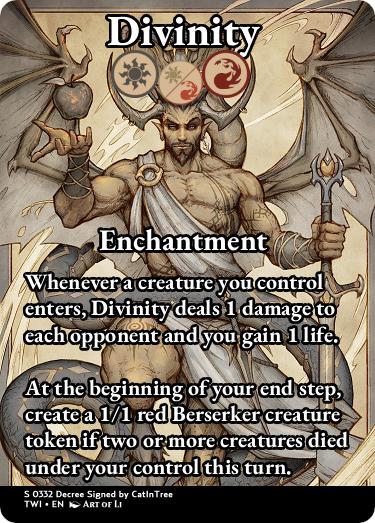 Divinity
Enchantment
Whenever a creature you control
enters, Divinity deals 1 damage to
each opponent and you gain 1 life.
At the beginning of your end step,
create a 1/1 red Berserker creature
token if two or more creatures died
under your control this turn.
S 0332 Decree Signed by CatInTree
TWI • EN Art of Li